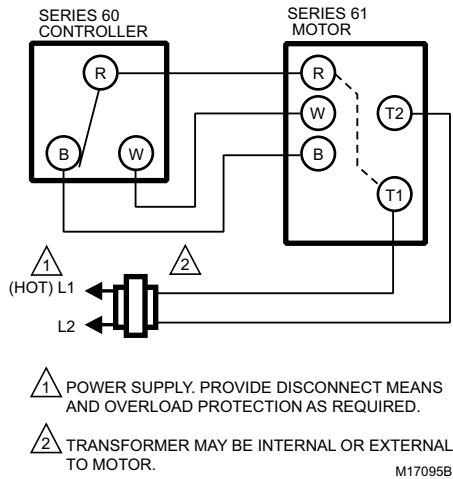 SERIES 60
CONTROLLER
SERIES 61
MOTOR
R
R
W
T2
B
W
B
T1
1
2
(HOT) L1
L2
1 POWER SUPPLY. PROVIDE DISCONNECT MEANS
AND OVERLOAD PROTECTION AS REQUIRED.
2 TRANSFORMER MAY BE INTERNAL OR EXTERNAL
TO MOTOR.
M17095B